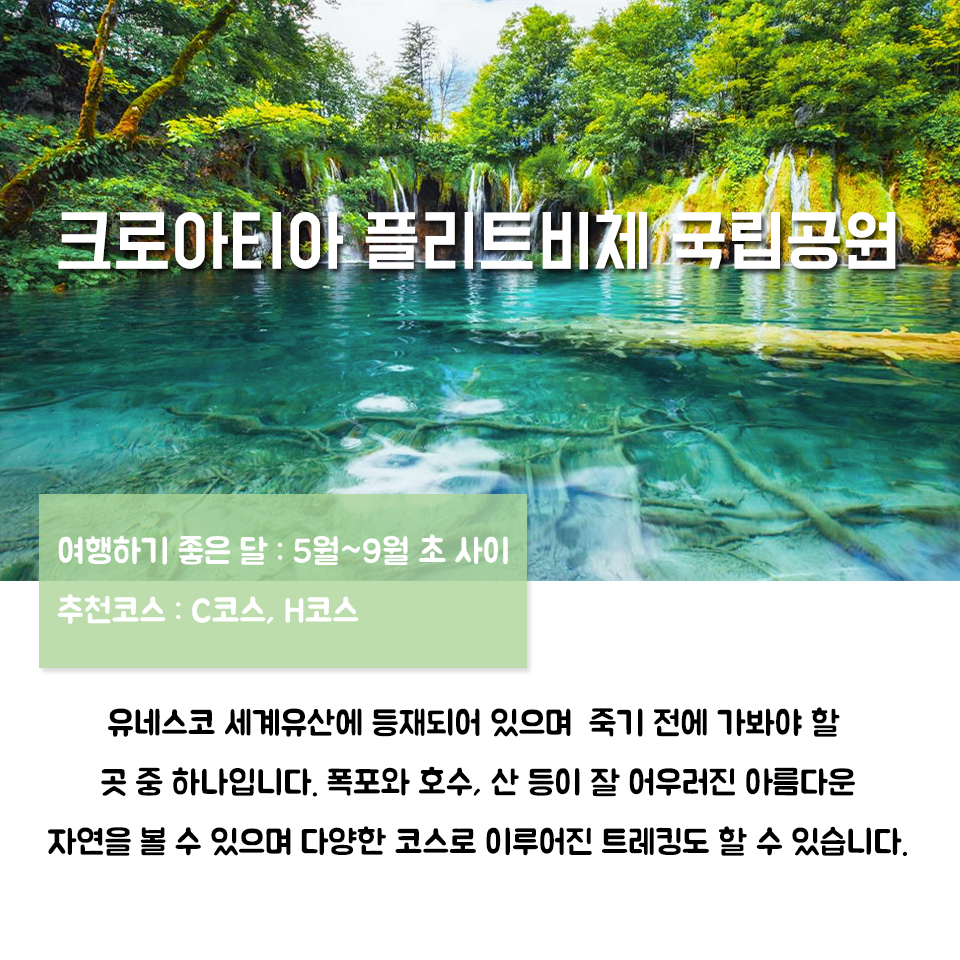 크로아티아 플리트비체 국립공원
여행하기 좋은 달 : 5월~9월 초 사이
추천코스 : C코스, H코스
유네스코 세계유산에 등재되어 있으며 죽기 전에 가봐야 할
곳 중 하나입니다. 폭포와 호수, 산 등이 잘 어우러진 아름다운
자연을 볼 수 있으며 다양한 코스로 이루어진 트레킹도 할 수 있습니다.